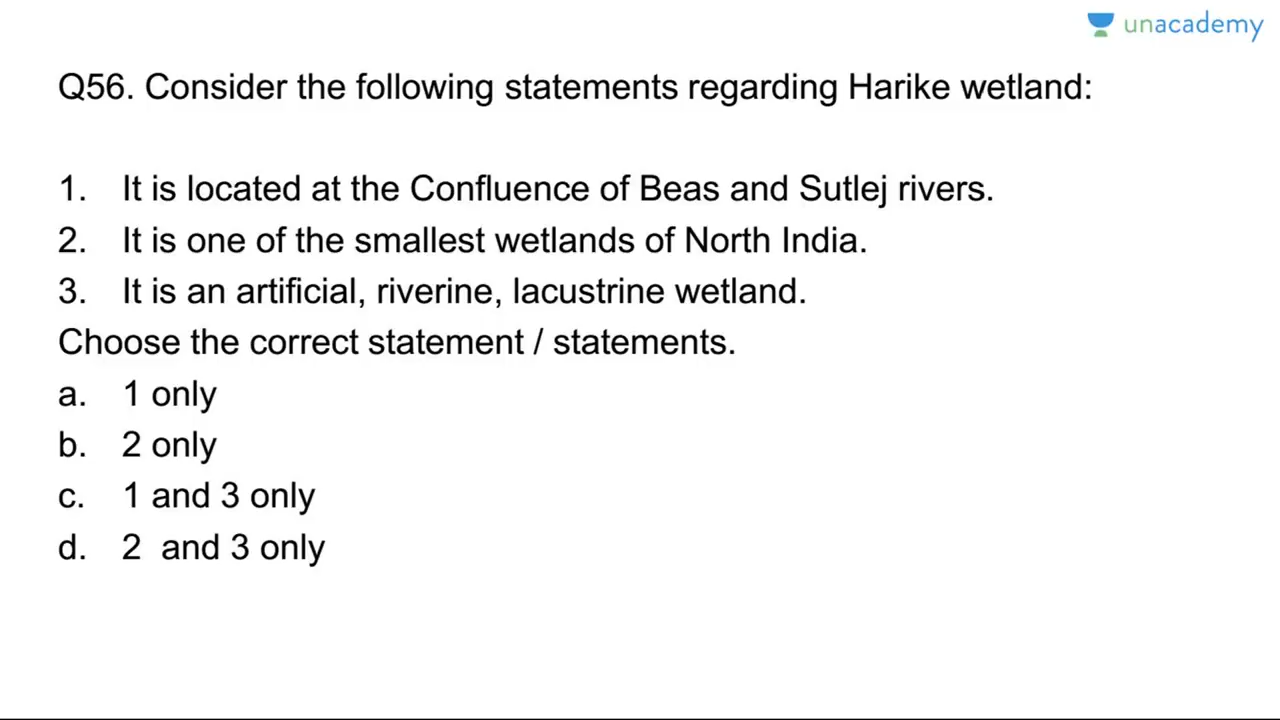 unacademy
Q56. Consider the following statements regarding Harike wetland:
1. It is located at the Confluence of Beas and Sutlej rivers.
2. It is one of the smallest wetlands of North India.
3. It is an artificial, riverine, lacustrine wetland.
Choose the correct statement / statements.
a. 1 only
b. 2 only
c. 1 and 3 only
d. 2 and 3 only